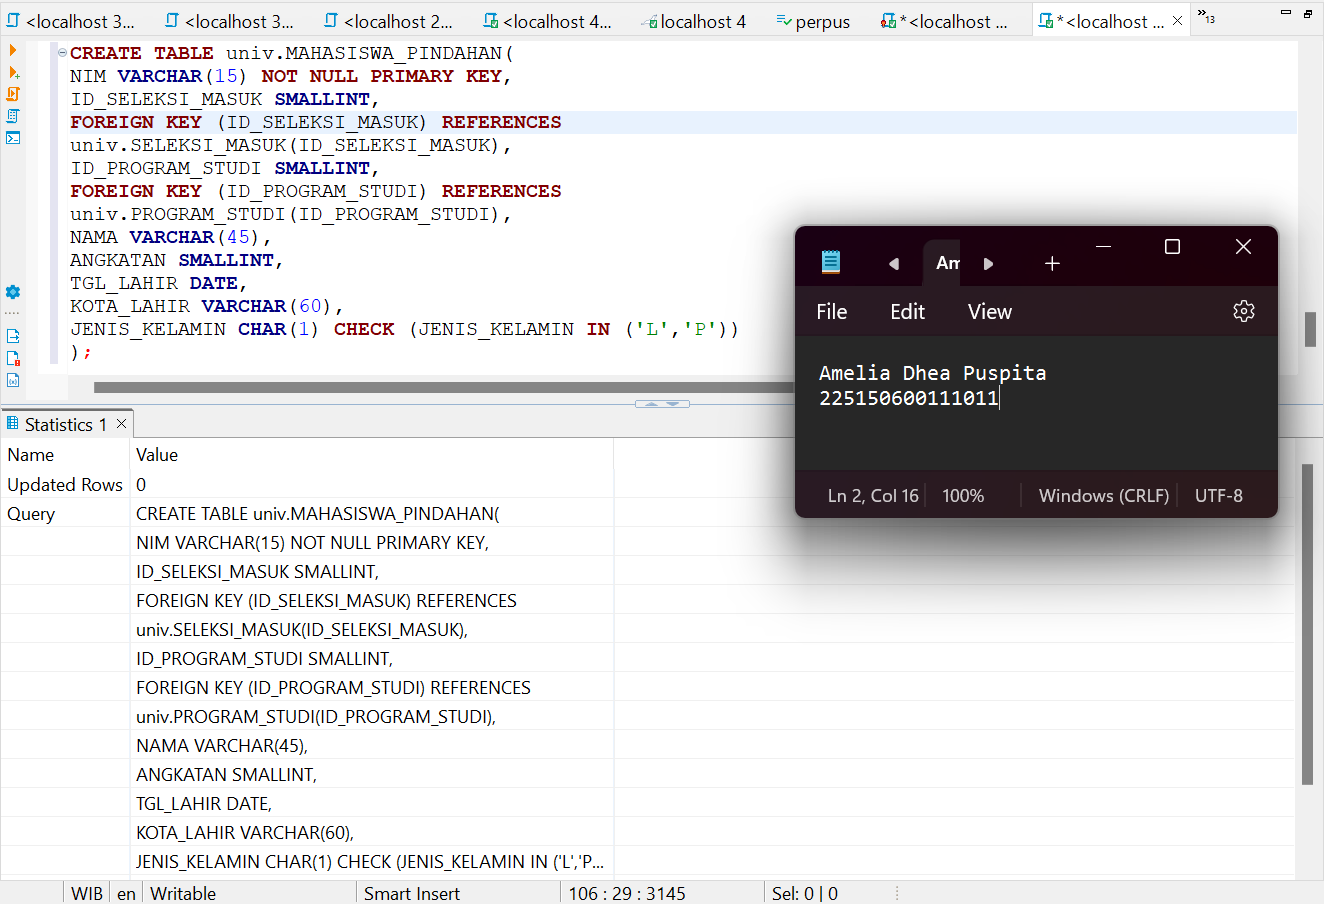 <localhost 3...
<localhost 3...
<localhost 2...
<localhost 4...
localhost 4
perpus
*<localhost ...
*<localhost ...
»13
CREATE TABLE univ.MAHASISWA_PINDAHAN(
NIM VARCHAR(15) NOT NULL PRIMARY KEY,
ID_SELEKSI_MASUK SMALLINT,
FOREIGN KEY (ID_SELEKSI_MASUK) REFERENCES
univ.SELEKSI_MASUK(ID_SELEKSI_MASUK),
ID_PROGRAM_STUDI SMALLINT,
FOREIGN KEY (ID_PROGRAM_STUDI) REFERENCES
univ.PROGRAM_STUDI(ID_PROGRAM_STUDI),
NAMA VARCHAR(45),
ANGKATAN SMALLINT,
TGL_LAHIR DATE,
KOTA_LAHIR VARCHAR(60),
JENIS_KELAMIN CHAR(1) CHECK (JENIS_KELAMIN IN ('L','P'))
);
Am
File Edit View
Amelia Dhea Puspita
225150600111011
Ln 2, Col 16 100% Windows (CRLF) UTF-8
Statistics 1
Name Value
Updated Rows 0
Query CREATE TABLE univ.MAHASISWA_PINDAHAN(
NIM VARCHAR(15) NOT NULL PRIMARY KEY,
ID_SELEKSI_MASUK SMALLINT,
FOREIGN KEY (ID_SELEKSI_MASUK) REFERENCES
univ.SELEKSI_MASUK(ID_SELEKSI_MASUK),
ID_PROGRAM_STUDI SMALLINT,
FOREIGN KEY (ID_PROGRAM_STUDI) REFERENCES
univ.PROGRAM_STUDI(ID_PROGRAM_STUDI),
NAMA VARCHAR(45),
ANGKATAN SMALLINT,
TGL_LAHIR DATE,
KOTA_LAHIR VARCHAR(60),
JENIS_KELAMIN CHAR(1) CHECK (JENIS_KELAMIN IN ('L','P...
WIB en Writable Smart Insert 106 : 29 : 3145 Sel: 0 | 0